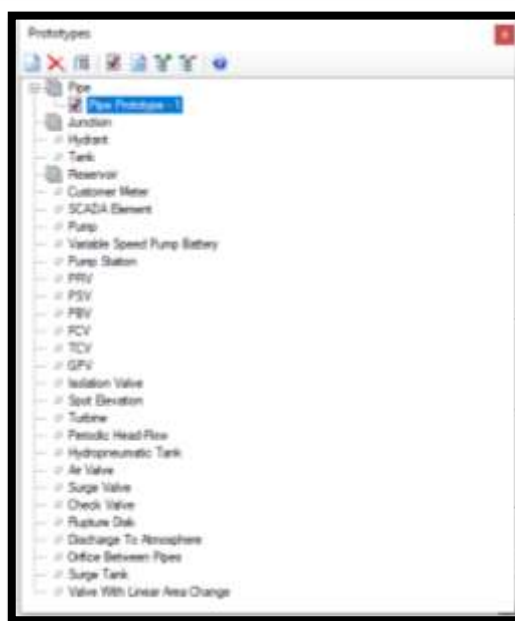 Prototypes
Pipe
Pipe Prototype - 1
Junction
Hydrant
Tank
Reservoir
Customer Meter
SCADA Element
Pump
Variable Speed Pump Battery
Pump Station
PRV
PSV
PBV
FCV
TCV
GPV
Isolation Valve
Spot Elevation
Turbine
Periodic Head-Flow
Hydropneumatic Tank
Air Valve
Surge Valve
Check Valve
Rupture Disk
Discharge To Atmosphere
Orifice Between Pipes
Surge Tank
Valve With Linear Area Change